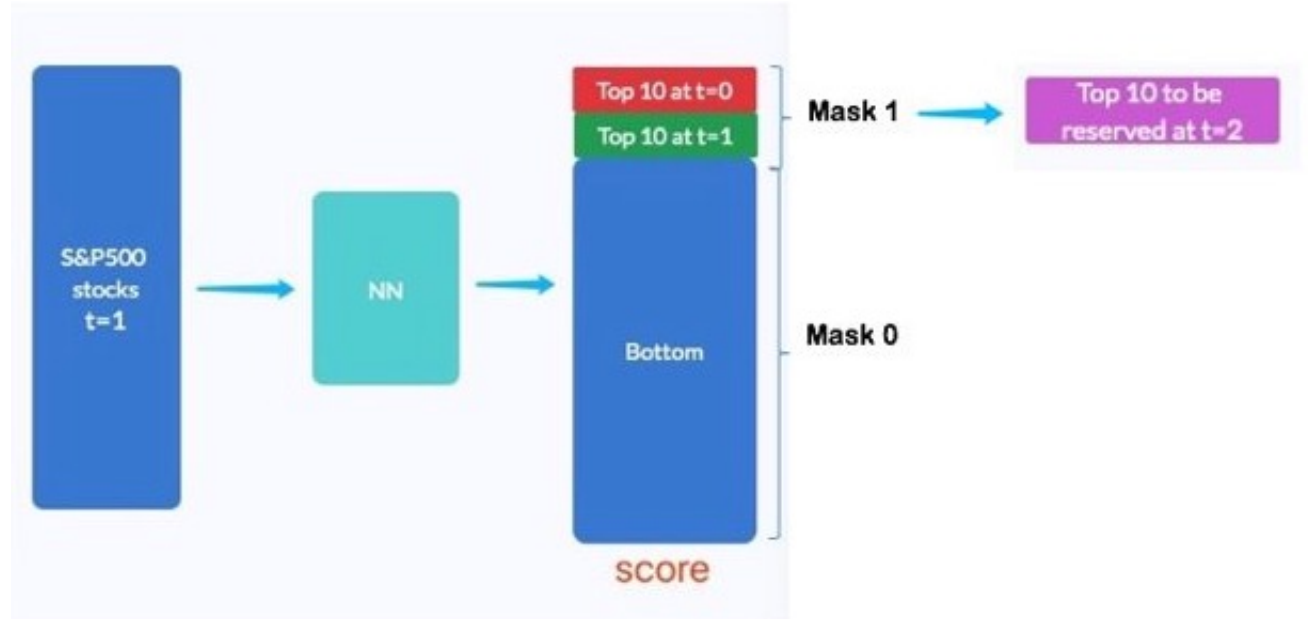 S&P500
stocks
t=1
NN
Top 10 at t=0
Top 10 at t=1
Bottom
score
Mask 1
Mask 0
Top 10 to be
reserved at t=2